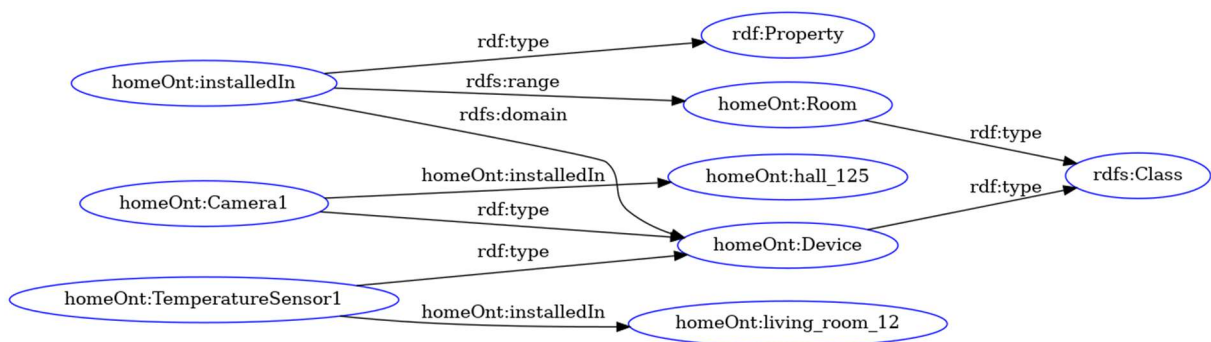 rdf:Property
rdf:type
homeOnt:installedIn
rdfs:range
homeOnt:Room
rdfs:domain
rdf:type
homeOnt:installedIn
homeOnt:hall_125
rdfs:Class
homeOnt:Camera1
rdf:type
rdf:type
homeOnt:Device
rdf:type
homeOnt:TemperatureSensor1
homeOnt:installedIn
homeOnt:living_room_12